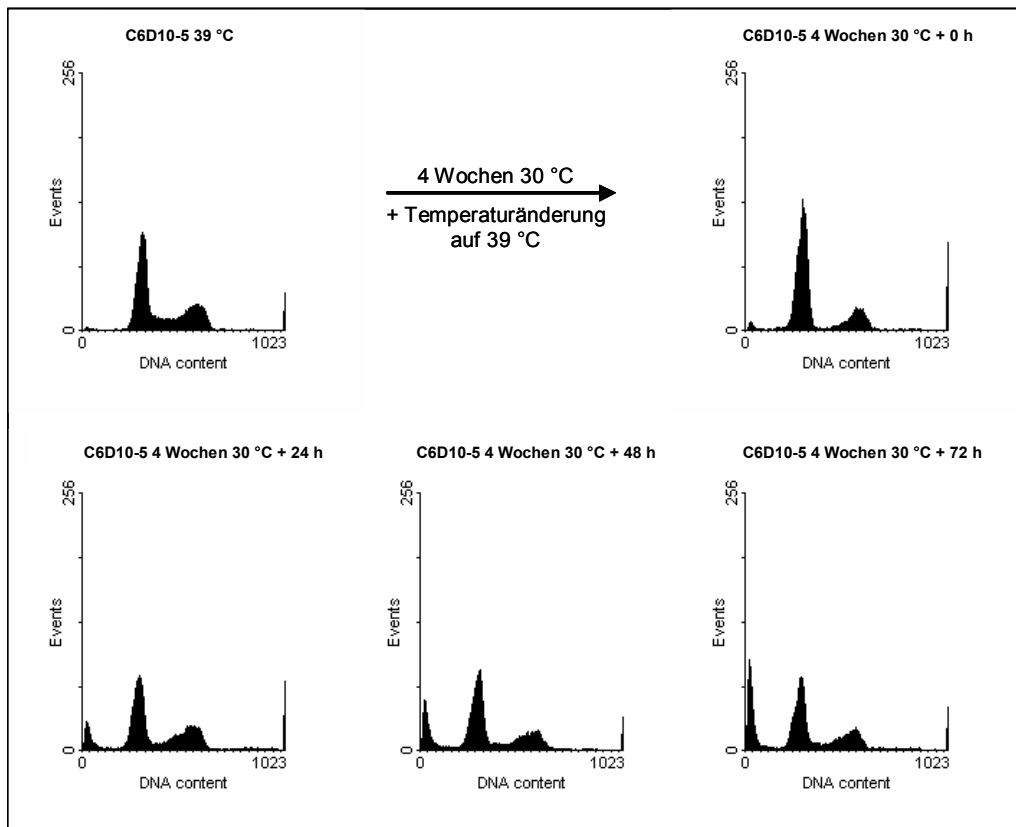 C6D10-5 39 °C
256
Events
0
0
1023
DNA content
4 Wochen 30 °C
+ Temperaturänderung
auf 39 °C
C6D10-5 4 Wochen 30 °C + 0 h
256
Events
0
0
1023
DNA content
C6D10-5 4 Wochen 30 °C + 24 h
256
Events
0
0
1023
DNA content
C6D10-5 4 Wochen 30 °C + 48 h
256
Events
0
0
1023
DNA content
C6D10-5 4 Wochen 30 °C + 72 h
256
Events
0
0
1023
DNA content